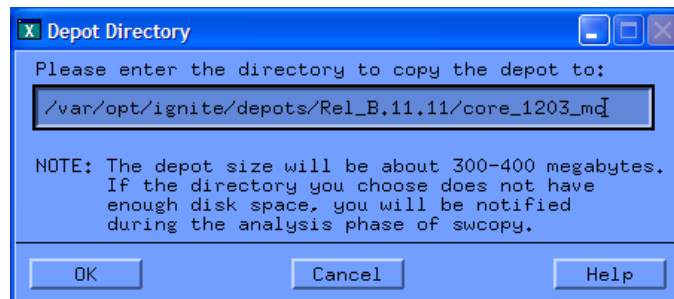 X Depot Directory
Please enter the directory to copy the depot to:
/var/opt/ignite/depots/Rel_B.11.11/core_1203_mc
NOTE: The depot size will be about 300-400 megabytes.
If the directory you choose does not have
enough disk space, you will be notified
during the analysis phase of swcopy.
OK Cancel Help